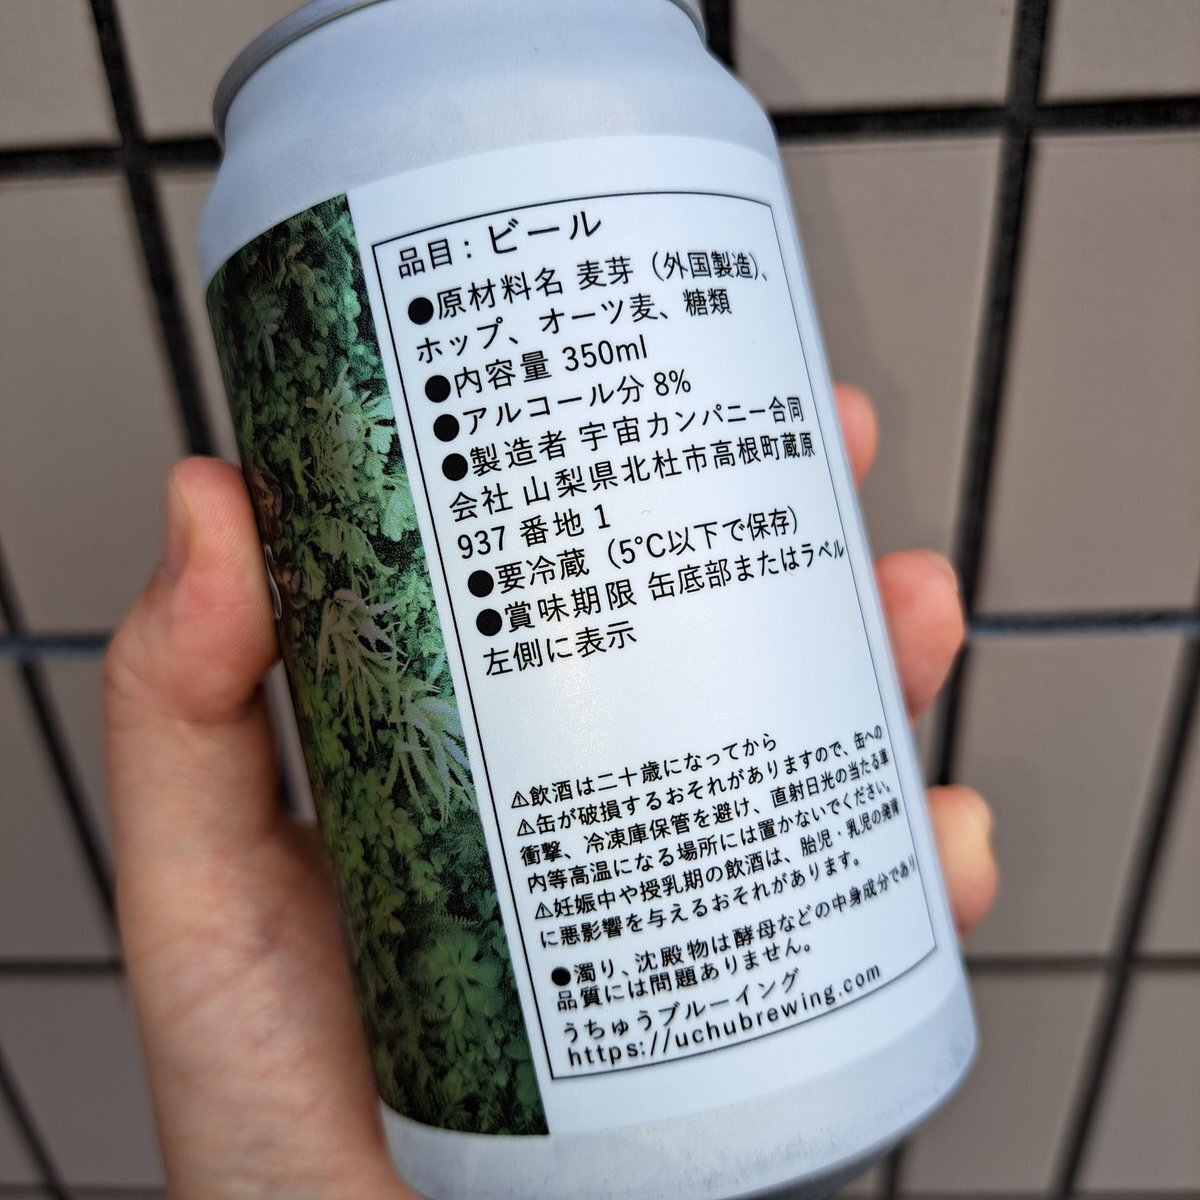 品目：ビール
●原材料名 麦芽（外国製造）、
ホップ、オーツ麦、糖類
●内容量 350ml
●アルコール分 8%
●製造者 宇宙カンパニー合同
会社 山梨県北杜市高根町蔵原
937 番地 1
●要冷蔵（5℃以下で保存）
●賞味期限 缶底部またはラベル
左側に表示
⚠飲酒は二十歳になってから
⚠缶が破損するおそれがありますので、缶への
衝撃、冷凍庫保管を避け、直射日光の当たる車
内等高温になる場所には置かないでください。
⚠妊娠中や授乳期の飲酒は、胎児・乳児の発育
に悪影響を与えるおそれがあります。
●濁り、沈殿物は酵母などの中身成分であり
品質には問題ありません。
うちゅうブルーイング
https://uchubrewing.com